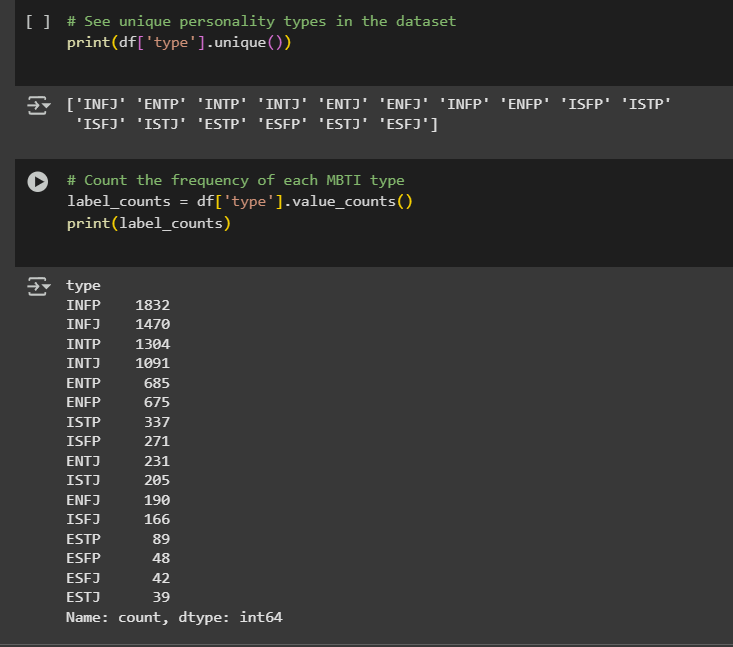 [ ] # See unique personality types in the dataset
print(df['type'].unique())
['INFJ' 'ENTP' 'INTP' 'INTJ' 'ENTJ' 'ENFJ' 'INFP' 'ENFP' 'ISFP' 'ISTP'
'ISFJ' 'ISTJ' 'ESTP' 'ESFP' 'ESTJ' 'ESFJ']
# Count the frequency of each MBTI type
label_counts = df['type'].value_counts()
print(label_counts)
type
INFP    1832
INFJ    1470
INTP    1304
INTJ    1091
ENTP     685
ENFP     675
ISTP     337
ISFP     271
ENTJ     231
ISTJ     205
ENFJ     190
ISFJ     166
ESTP      89
ESFP      48
ESFJ      42
ESTJ      39
Name: count, dtype: int64